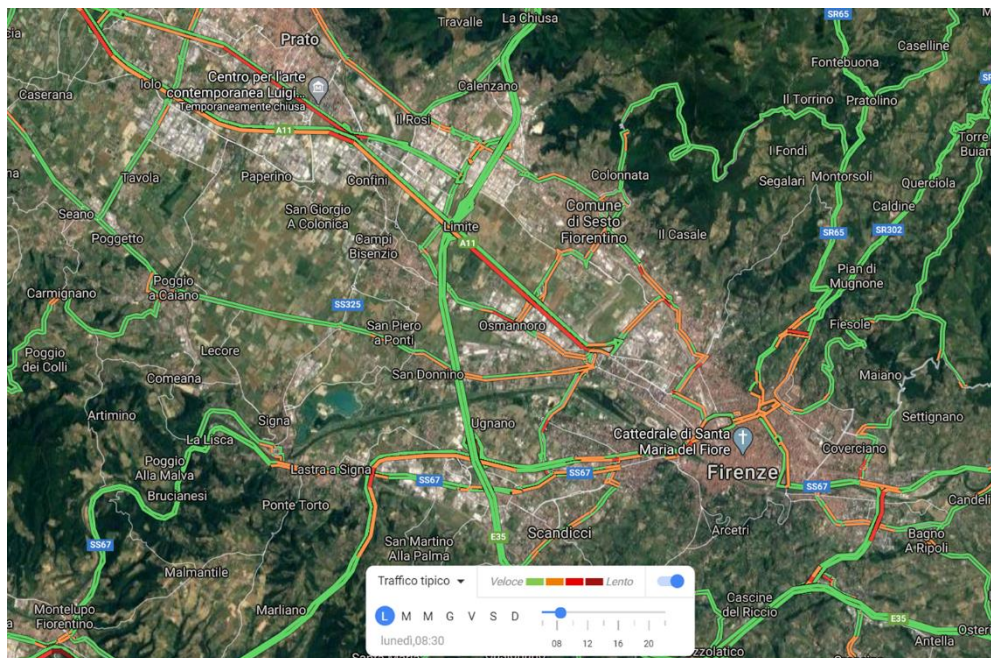 Travalle
La Chiusa
SR65
Caselline
Fontebuona
Prato
Centro per l'arte
contemporanea Luigi...
Temporaneamente chiusa
Iolo
Caserana
Calenzano
Il Torrino
Pratolino
SR
Torre
Buian
Il Rosi
A11
I Fondi
Tavola
Paperino
Confini
Colonnata
Segalari
Montorsoli
Querciola
Seano
San Giorgio
A Colonica
Comune
di Sesto
Fiorentino
Caldine
Poggetto
Limite
A11
Il Casale
SR65
SR302
Campi
Bisenzio
Pian di
Mugnone
Carmignano
Poggio
a Caiano
SS325
San Piero
a Ponti
Osmannoro
Fiesole
Poggio
dei Colli
Lecore
Comeana
San Donnino
Maiano
Artimino
Signa
Ugnano
Settignano
La Lisca
Cattedrale di Santa
Maria del Fiore
Coverciano
Poggio
Alla Malva
Lastra a Signa
SS67
SS67
Firenze
SS67
Brucianesi
Ponte Torto
Candeli
SS67
San Martino
Alla Palma
E35
Scandicci
Arcetri
Bagno
A Ripoli
Malmantile
Montelupo
Fiorentino
Marliano
Cascine
del Riccio
E35
Osteri
Antella
Traffico tipico
Veloce
Lento
L M M G V S D
08 12 16 20
lunedì,08:30